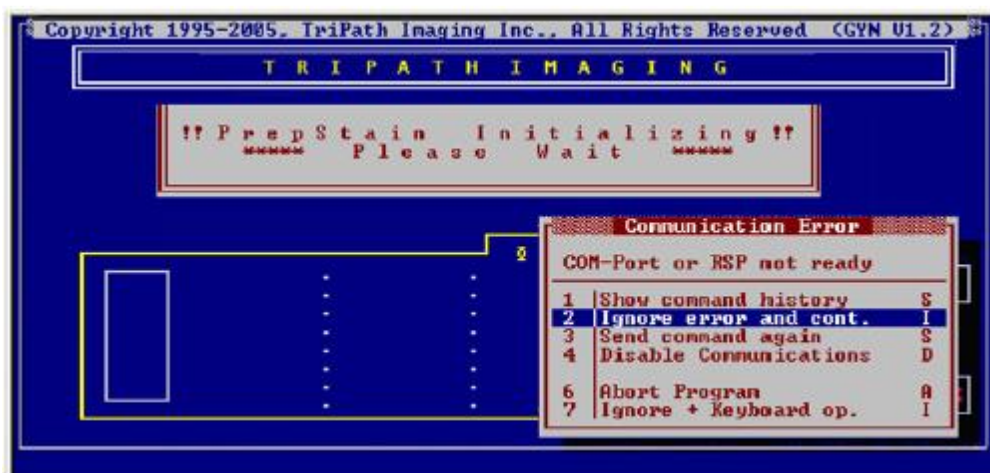 Copyright 1995-2005, TriPath Imaging Inc., All Rights Reserved (GYN V1.2)
T R I P A T H I M A G I N G
!! P r e p S t a i n I n i t i a l i z i n g !!
***** P l e a s e W a i t *****
Communication Error
COM-Port or RSP not ready
1 Show command history S
2 Ignore error and cont. I
3 Send command again S
4 Disable Communications D
6 Abort Program A
7 Ignore + Keyboard op. I